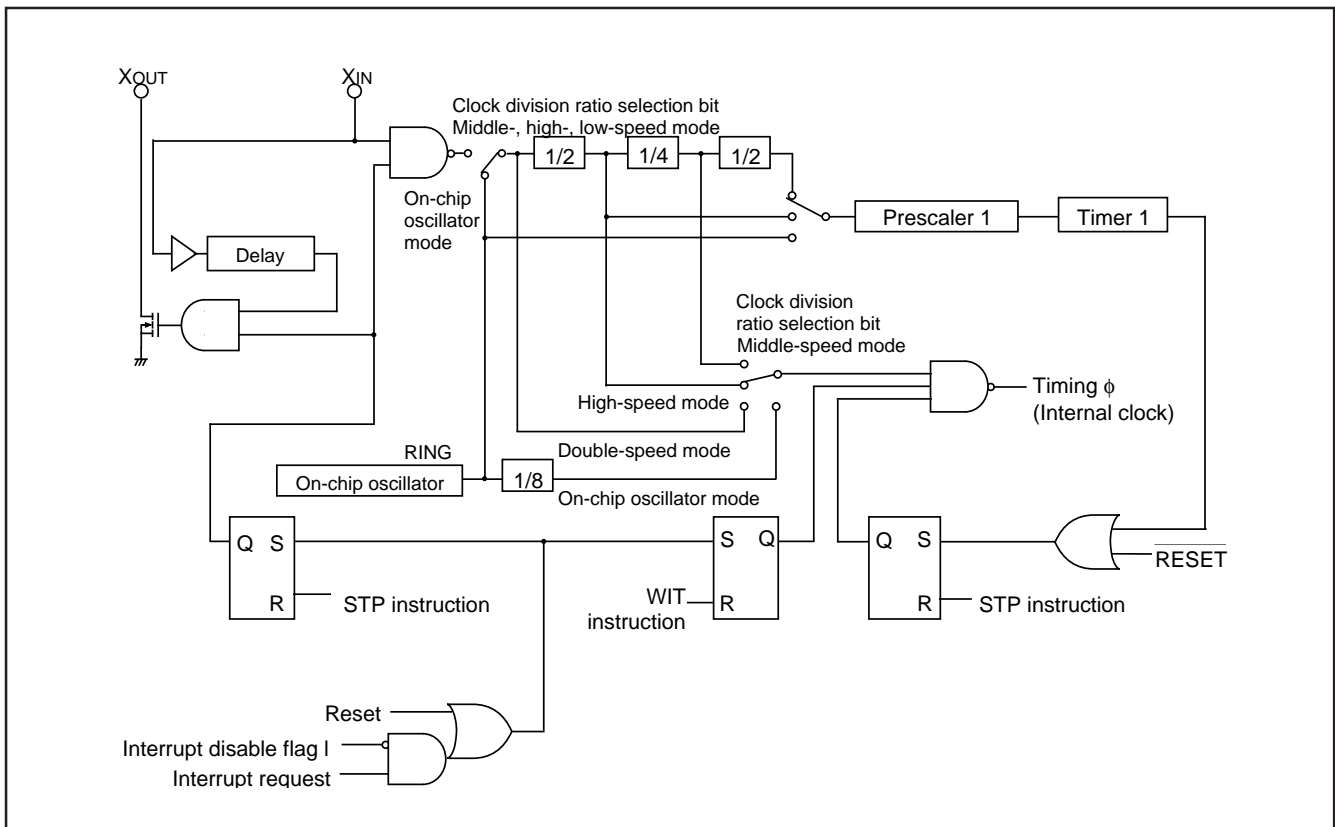 XOUT
XIN
Clock division ratio selection bit
Middle-, high-, low-speed mode
1/2
1/4
1/2
On-chip
oscillator
mode
Prescaler 1
Timer 1
Delay
Clock division
ratio selection bit
Middle-speed mode
High-speed mode
Timing ϕ
(Internal clock)
RING
Double-speed mode
On-chip oscillator
1/8
On-chip oscillator mode
Q S
R
STP instruction
S Q
R
WIT
instruction
Q S
R
STP instruction
RESET
Reset
Interrupt disable flag I
Interrupt request